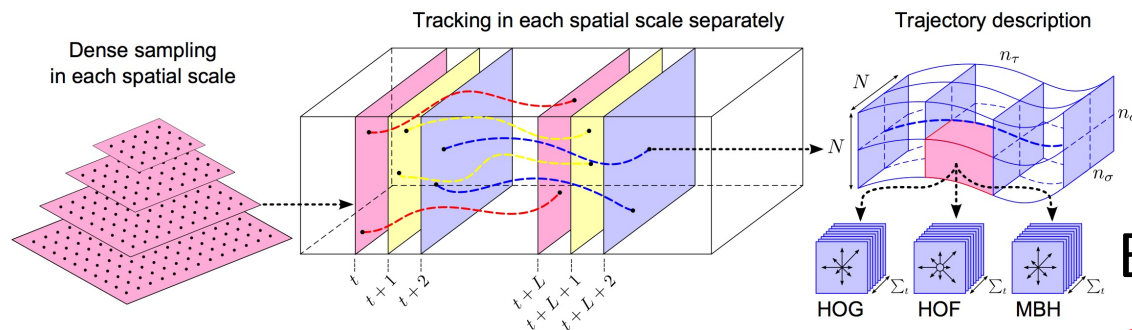 Dense sampling
in each spatial scale
Tracking in each spatial scale separately
t
t + 1
t + 2
t + L
t + L + 1
t + L + 2
Trajectory description
N
N
n_τ
n_σ
n_σ
Σ_t
Σ_t
Σ_t
HOG
HOF
MBH